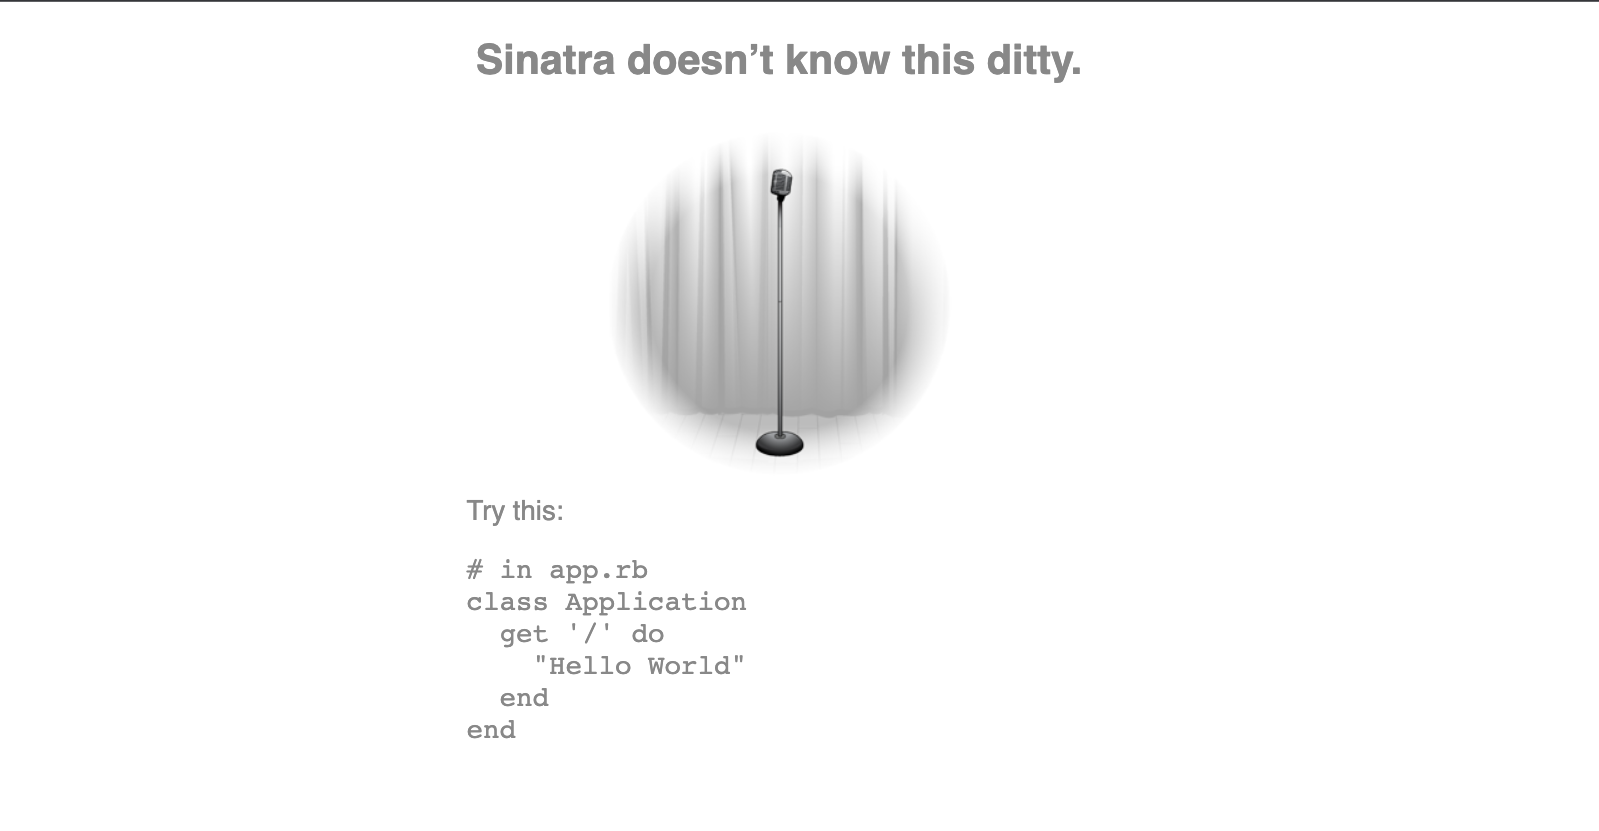 Sinatra doesn’t know this ditty.
Try this:
# in app.rb
class Application
  get '/' do
    "Hello World"
  end
end